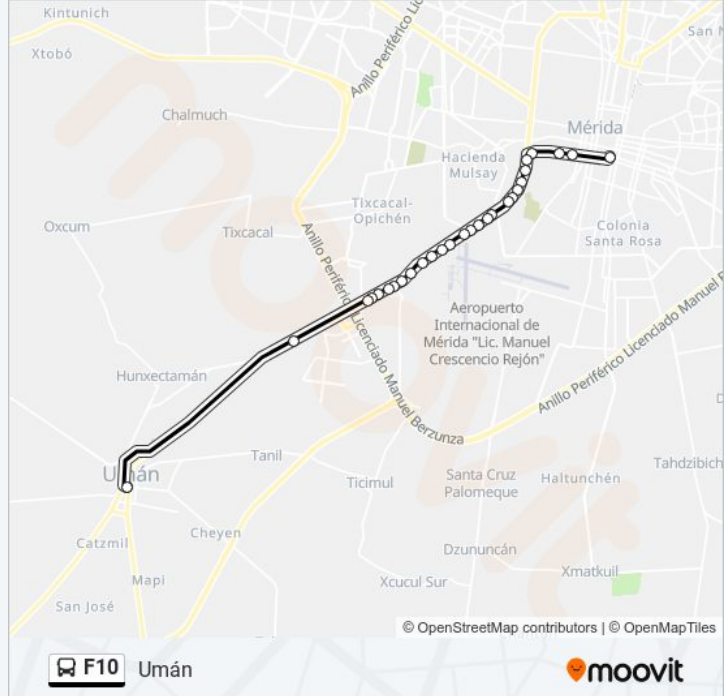 Kintunich
Xtobó
Anillo Periférico Lic
San N
Chalmuch
Mérida
Hacienda
Mulsay
Tixcacal-
Opichén
Oxcum
Tixcacal
Colonia
Santa Rosa
Anillo Periférico Licenciado Manuel Berzunza
Aeropuerto
Internacional de
Mérida "Lic. Manuel
Crescencio Rejón"
Anillo Periférico Licenciado Manuel B
Hunxectamán
Umán
Tanil
Ticimul
Santa Cruz
Palomeque
Haltunchén
Tahdzibich
Cheyen
Catzmil
Dzununcán
Mapi
Xmatkuil
Xcucul Sur
San José
moovit
© OpenStreetMap contributors | © OpenMapTiles
F10 Umán
moovit